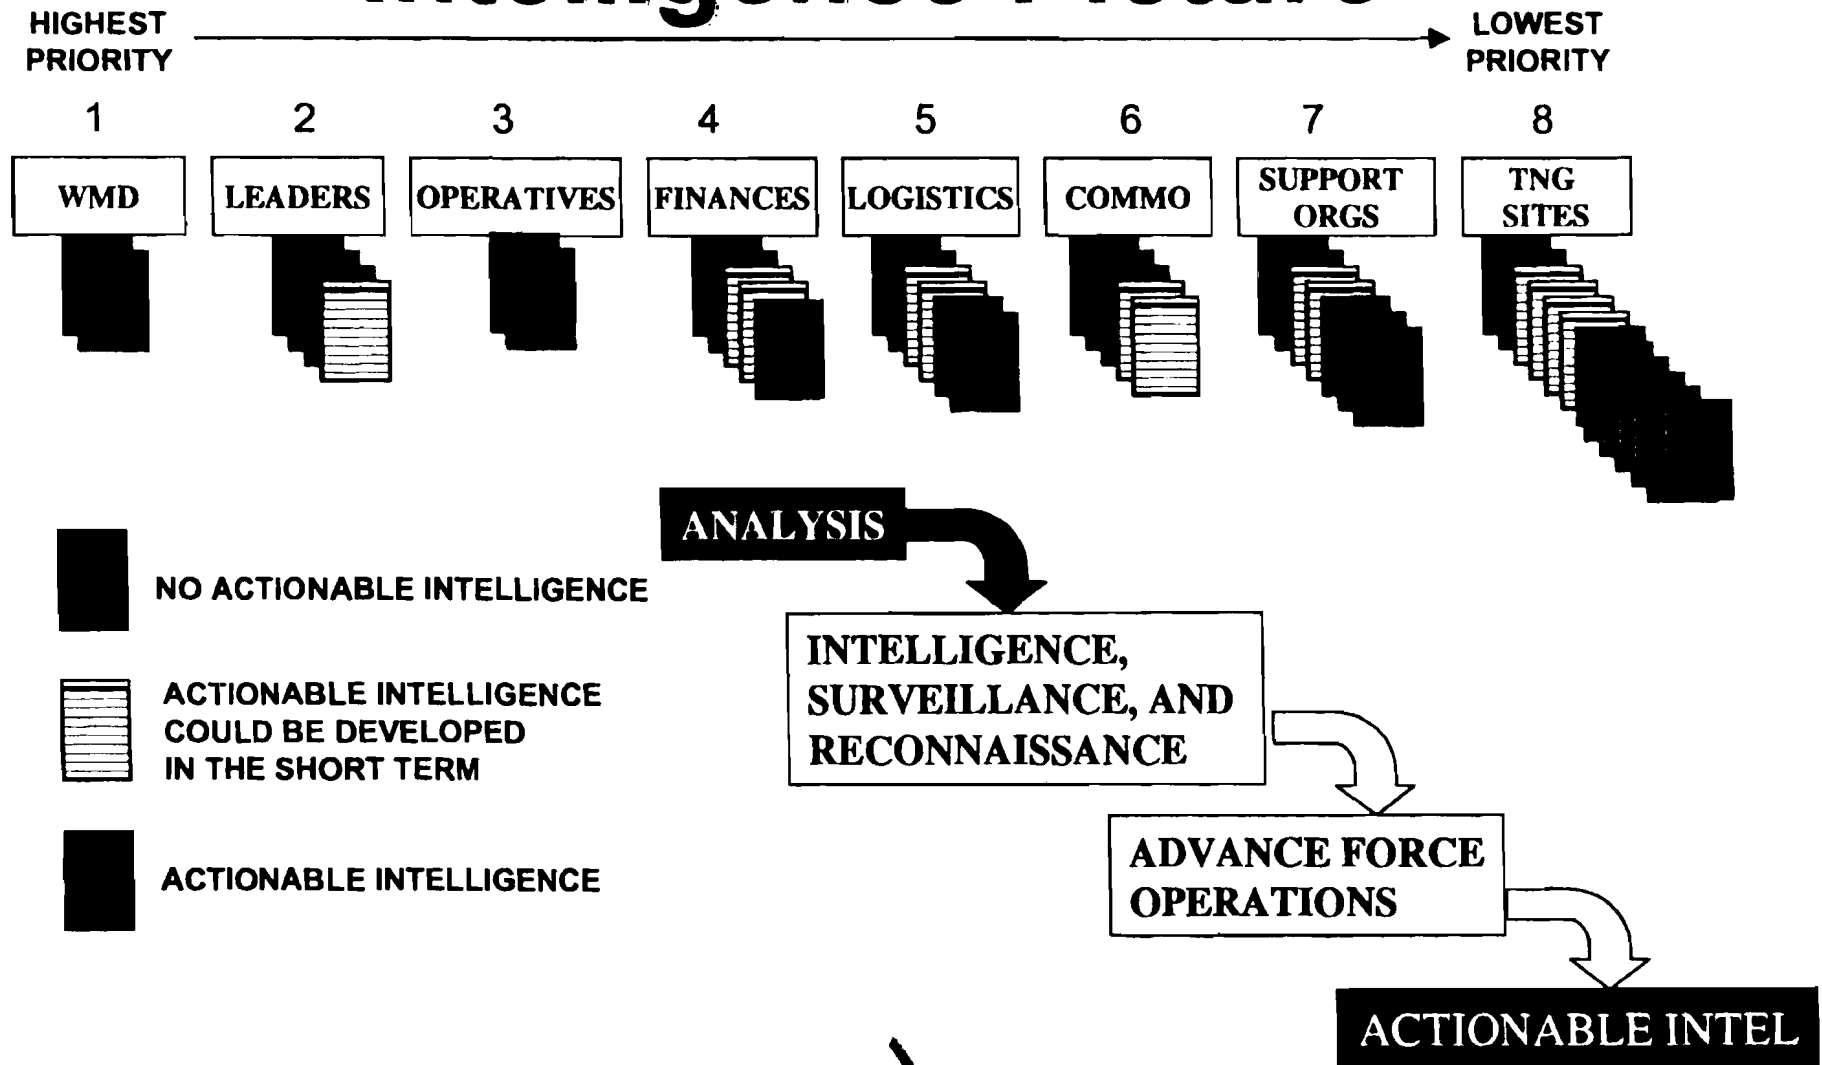 Intelligence Picture
HIGHEST
PRIORITY
LOWEST
PRIORITY
1 2 3 4 5 6 7 8
WMD
LEADERS
OPERATIVES
FINANCES
LOGISTICS
COMMO
SUPPORT
ORGS
TNG
SITES
ANALYSIS
NO ACTIONABLE INTELLIGENCE
INTELLIGENCE,
SURVEILLANCE, AND
RECONNAISSANCE
ACTIONABLE INTELLIGENCE
COULD BE DEVELOPED
IN THE SHORT TERM
ADVANCE FORCE
OPERATIONS
ACTIONABLE INTELLIGENCE
ACTIONABLE INTEL